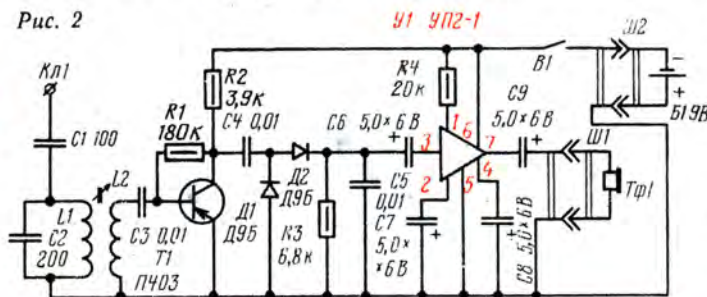 Рис. 2
У1 УП2-1
Кл1
С1 100
R1
180к
R2
3,9к
С4 0,01
С6
5,0×6В
R4
20к
С9
5,0×6В
В1
Ш2
-
+
Б1 9В
L1
L2
С2
200
С3 0,01
Т1
П403
Д1
Д9Б
Д2
Д9Б
R3
6,8к
С5
0,01
С7
5,0×
×6В
1
6
3
7
2
4
5
+
+
+
+
С8 5,0×6В
Ш1
Тф1